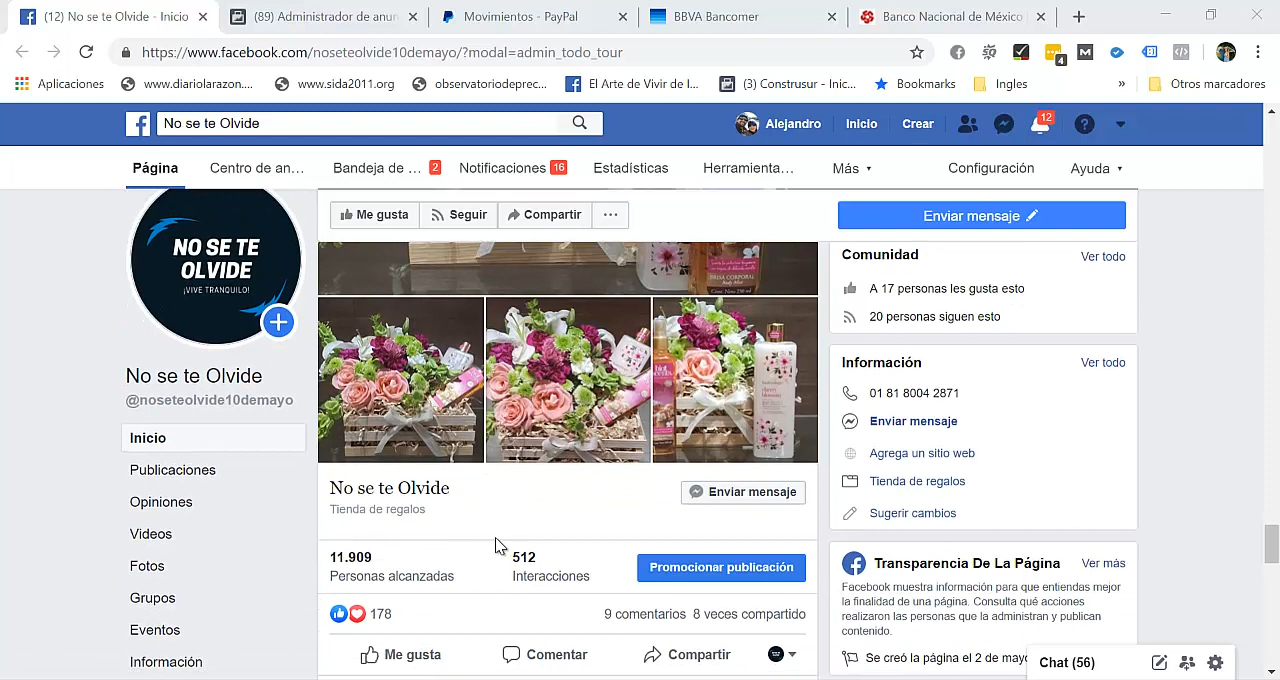 (12) No se te Olvide - Inicio
(89) Administrador de anun
Movimientos - PayPal
BBVA Bancomer
Banco Nacional de México
https://www.facebook.com/noseteolvide10demayo/?modal=admin_todo_tour
4
Aplicaciones
www.diariolarazon....
www.sida2011.org
observatoriodeprec...
El Arte de Vivir de I...
(3) Construsur - Inic...
Bookmarks
Ingles
»
Otros marcadores
No se te Olvide
Alejandro
Inicio
Crear
12
Página
Centro de an...
Bandeja de ... 2
Notificaciones 16
Estadísticas
Herramienta...
Más
Configuración
Ayuda
NO SE TE
OLVIDE
¡VIVE TRANQUILO!
No se te Olvide
@noseteolvide10demayo
Inicio
Publicaciones
Opiniones
Videos
Fotos
Grupos
Eventos
Información
Me gusta
Seguir
Compartir
...
Enviar mensaje
BRISA CORPORAL
No se te Olvide
Tienda de regalos
Enviar mensaje
11.909
Personas alcanzadas
512
Interacciones
Promocionar publicación
178
9 comentarios 8 veces compartido
Me gusta
Comentar
Compartir
Comunidad
Ver todo
A 17 personas les gusta esto
20 personas siguen esto
Información
Ver todo
01 81 8004 2871
Enviar mensaje
Agrega un sitio web
Tienda de regalos
Sugerir cambios
Transparencia De La Página
Ver más
Facebook muestra información para que entiendas mejor
la finalidad de una página. Consulta qué acciones
realizaron las personas que la administran y publican
contenido.
Se creó la página el 2 de mayo
Chat (56)